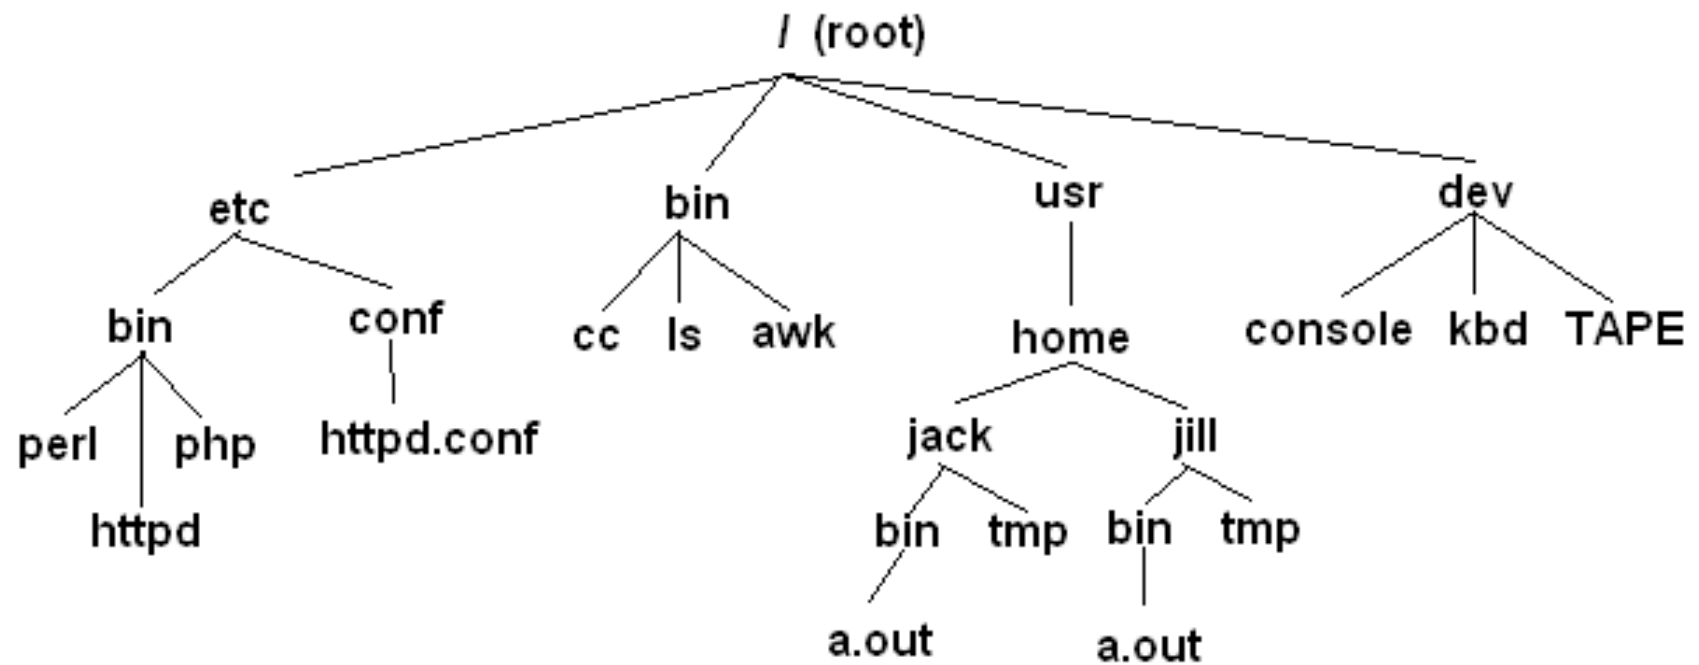 / (root)
etc bin usr dev
bin conf cc ls awk home console kbd TAPE
perl php httpd.conf jack jill
httpd bin tmp bin tmp
a.out a.out